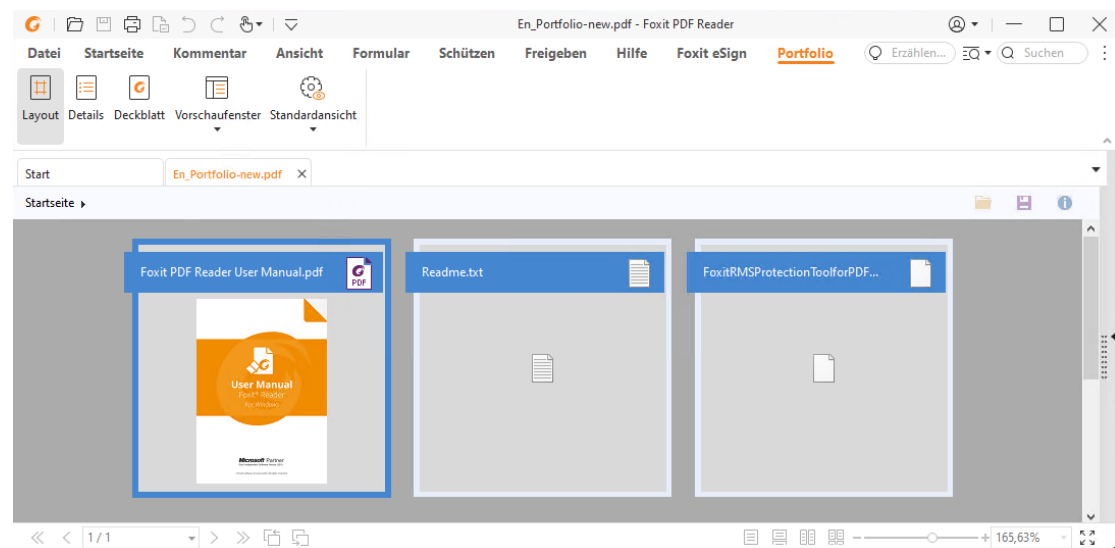 En_Portfolio-new.pdf - Foxit PDF Reader
Datei Startseite Kommentar Ansicht Formular Schützen Freigeben Hilfe Foxit eSign Portfolio Erzählen... Suchen
Layout Details Deckblatt Vorschaufenster Standardansicht
Start En_Portfolio-new.pdf
Startseite
Foxit PDF Reader User Manual.pdf PDF Readme.txt FoxitRMSProtectionToolforPDF...
User Manual
Foxit® Reader
For Windows
Microsoft Partner
1/1 165,63%